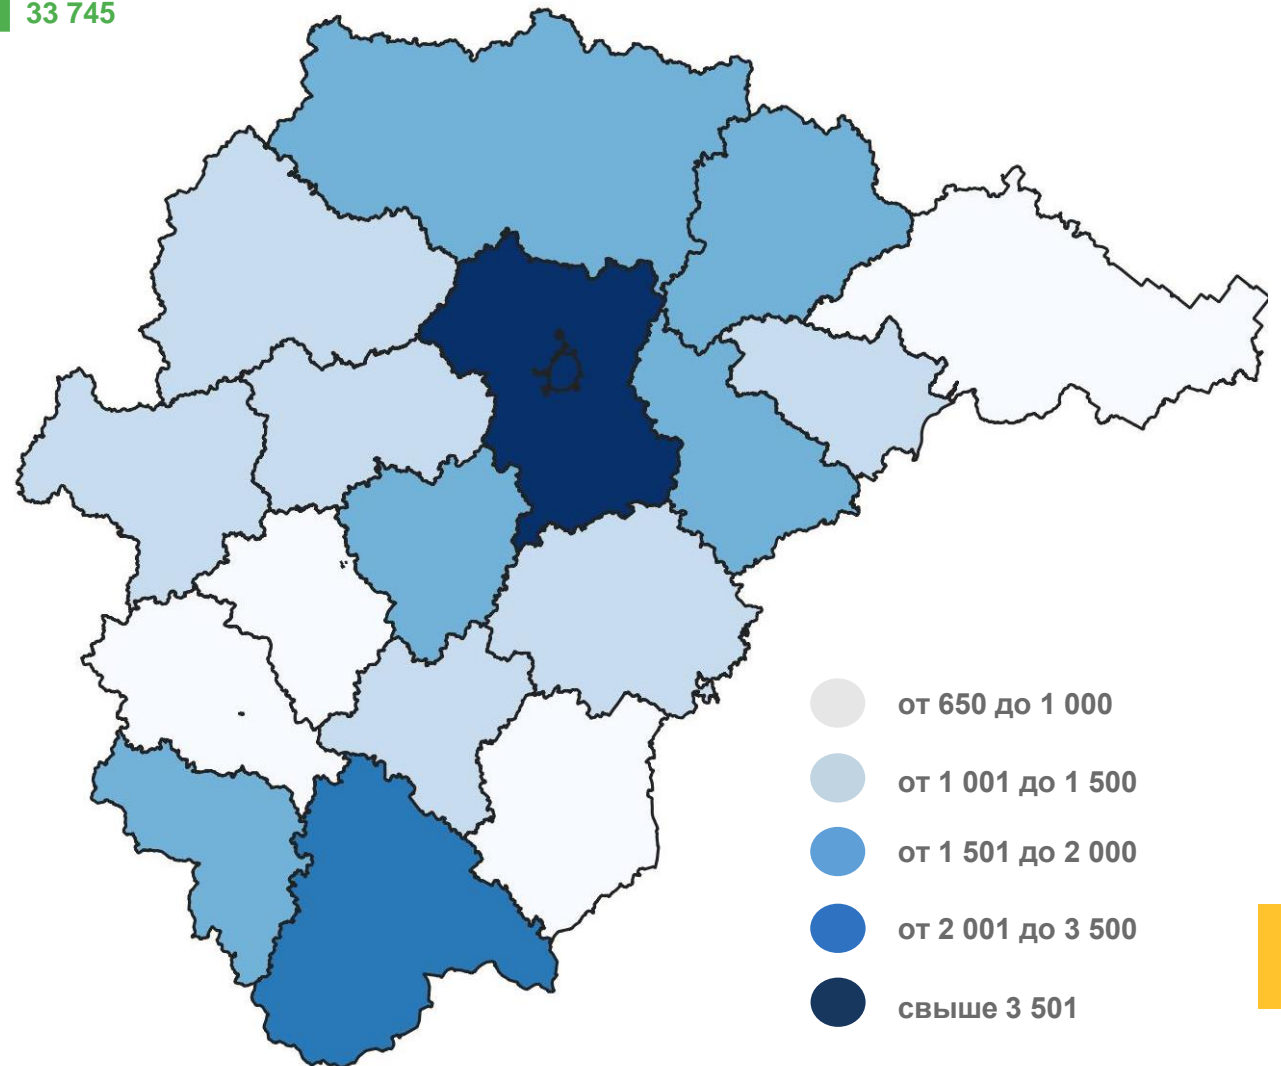 33 745
от 650 до 1 000
от 1 001 до 1 500
от 1 501 до 2 000
от 2 001 до 3 500
свыше 3 501